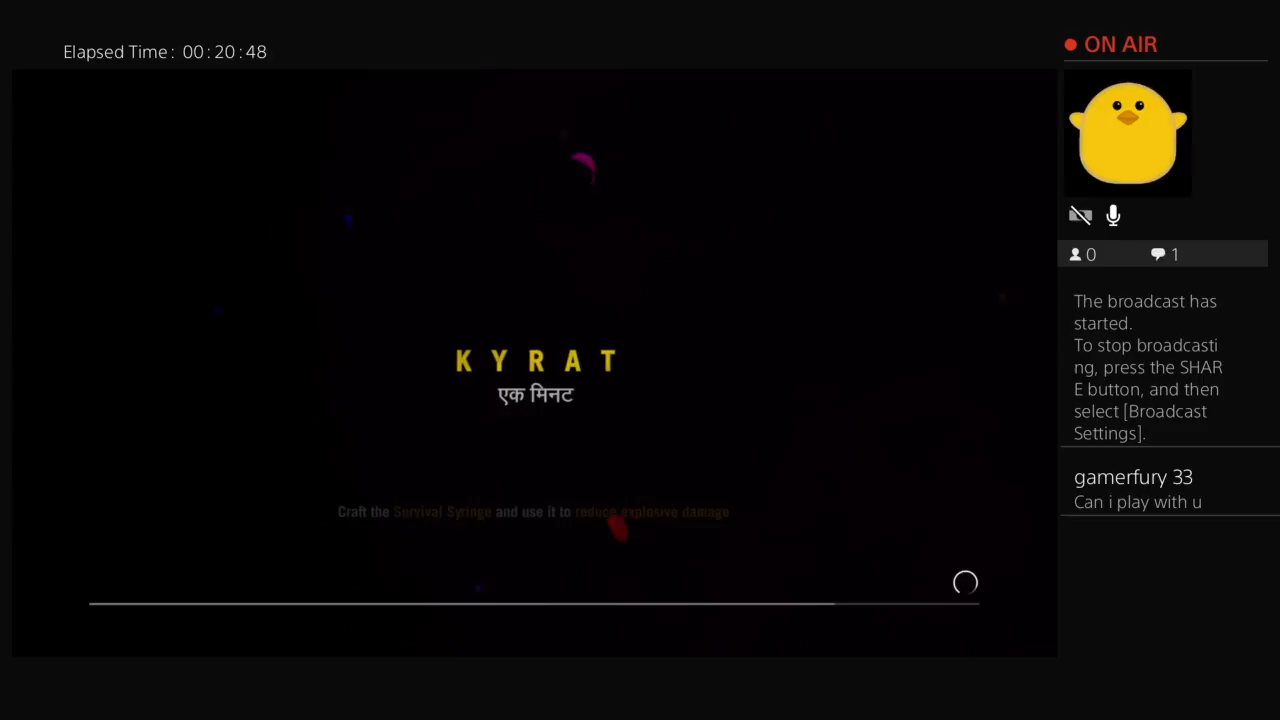 Elapsed Time: 00:20:48
ON AIR
0 1
The broadcast has
started.
To stop broadcasti
ng, press the SHAR
E button, and then
select [Broadcast
Settings].
gamerfury 33
Can i play with u
KYRAT
एक मिनट
Craft the Survival Syringe and use it to reduce explosive damage